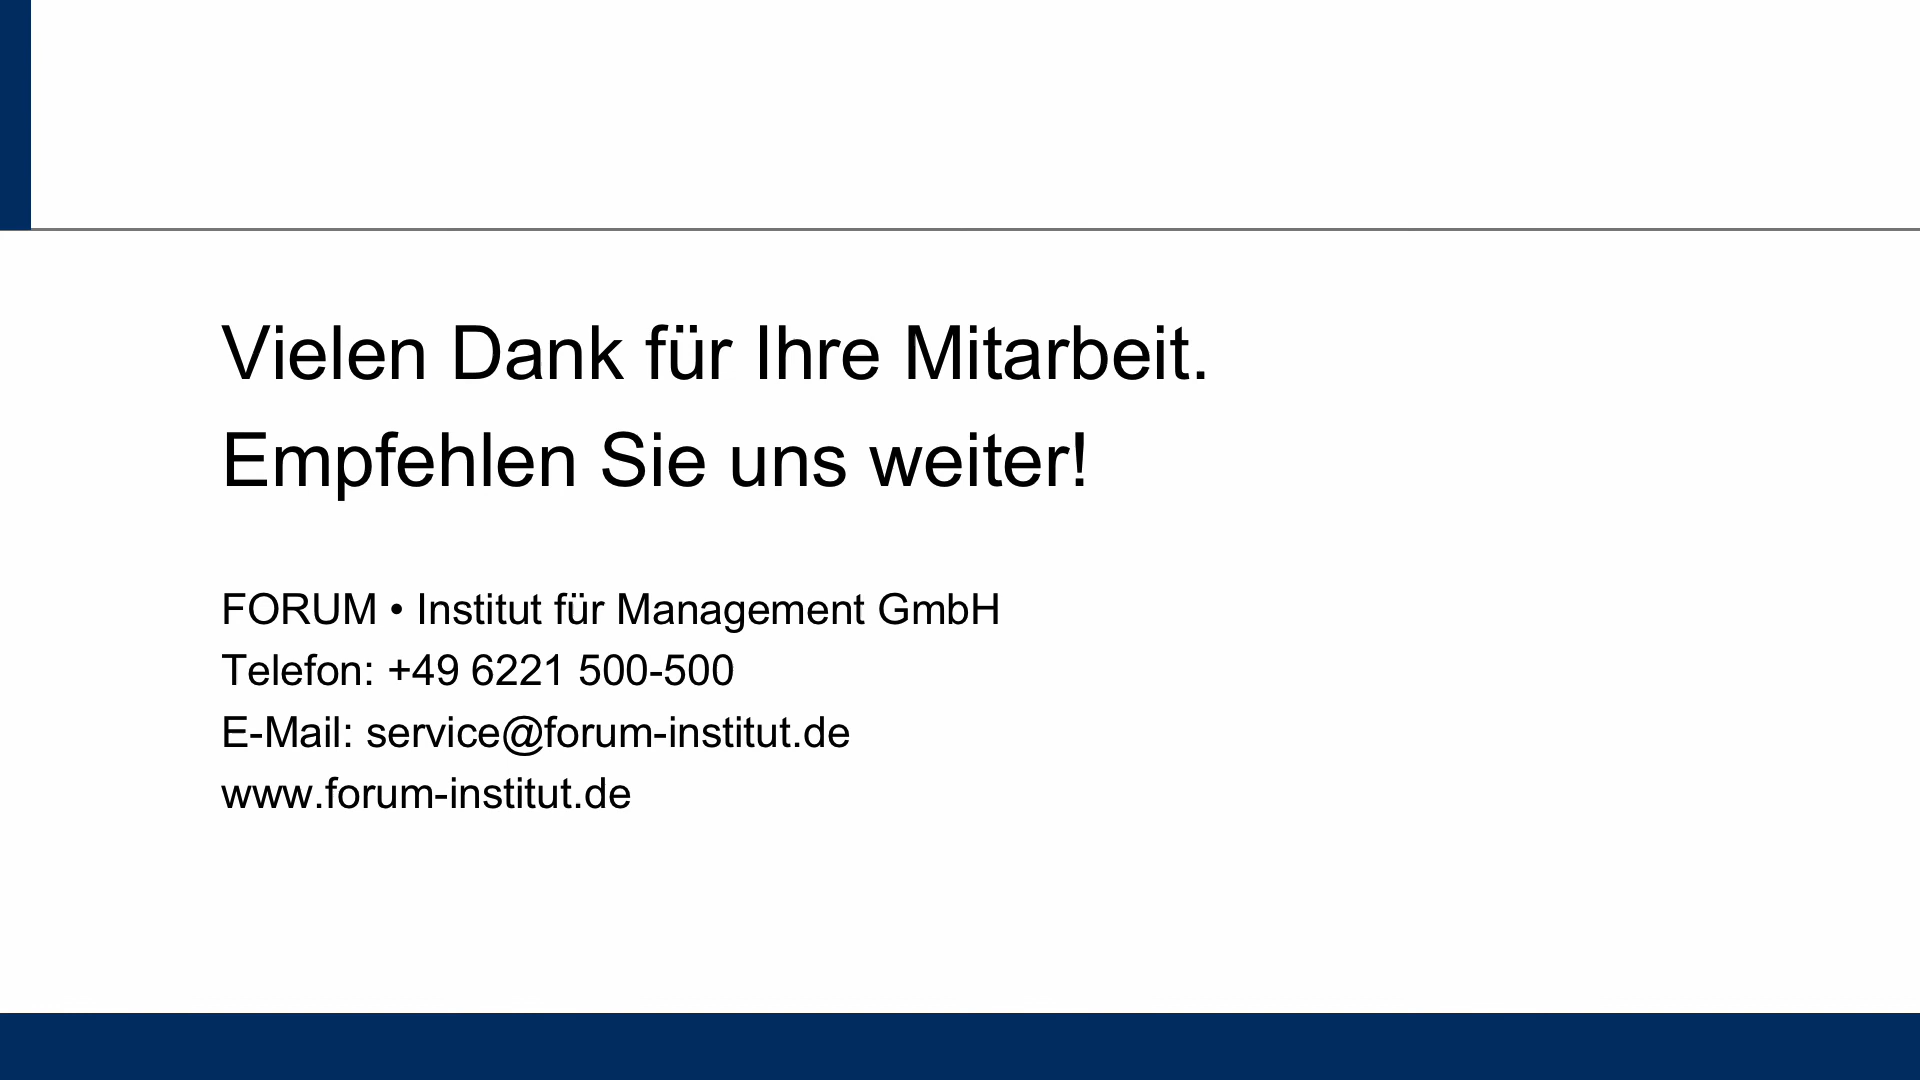 Vielen Dank für Ihre Mitarbeit.
Empfehlen Sie uns weiter!
FORUM • Institut für Management GmbH
Telefon: +49 6221 500-500
E-Mail: service@forum-institut.de
www.forum-institut.de